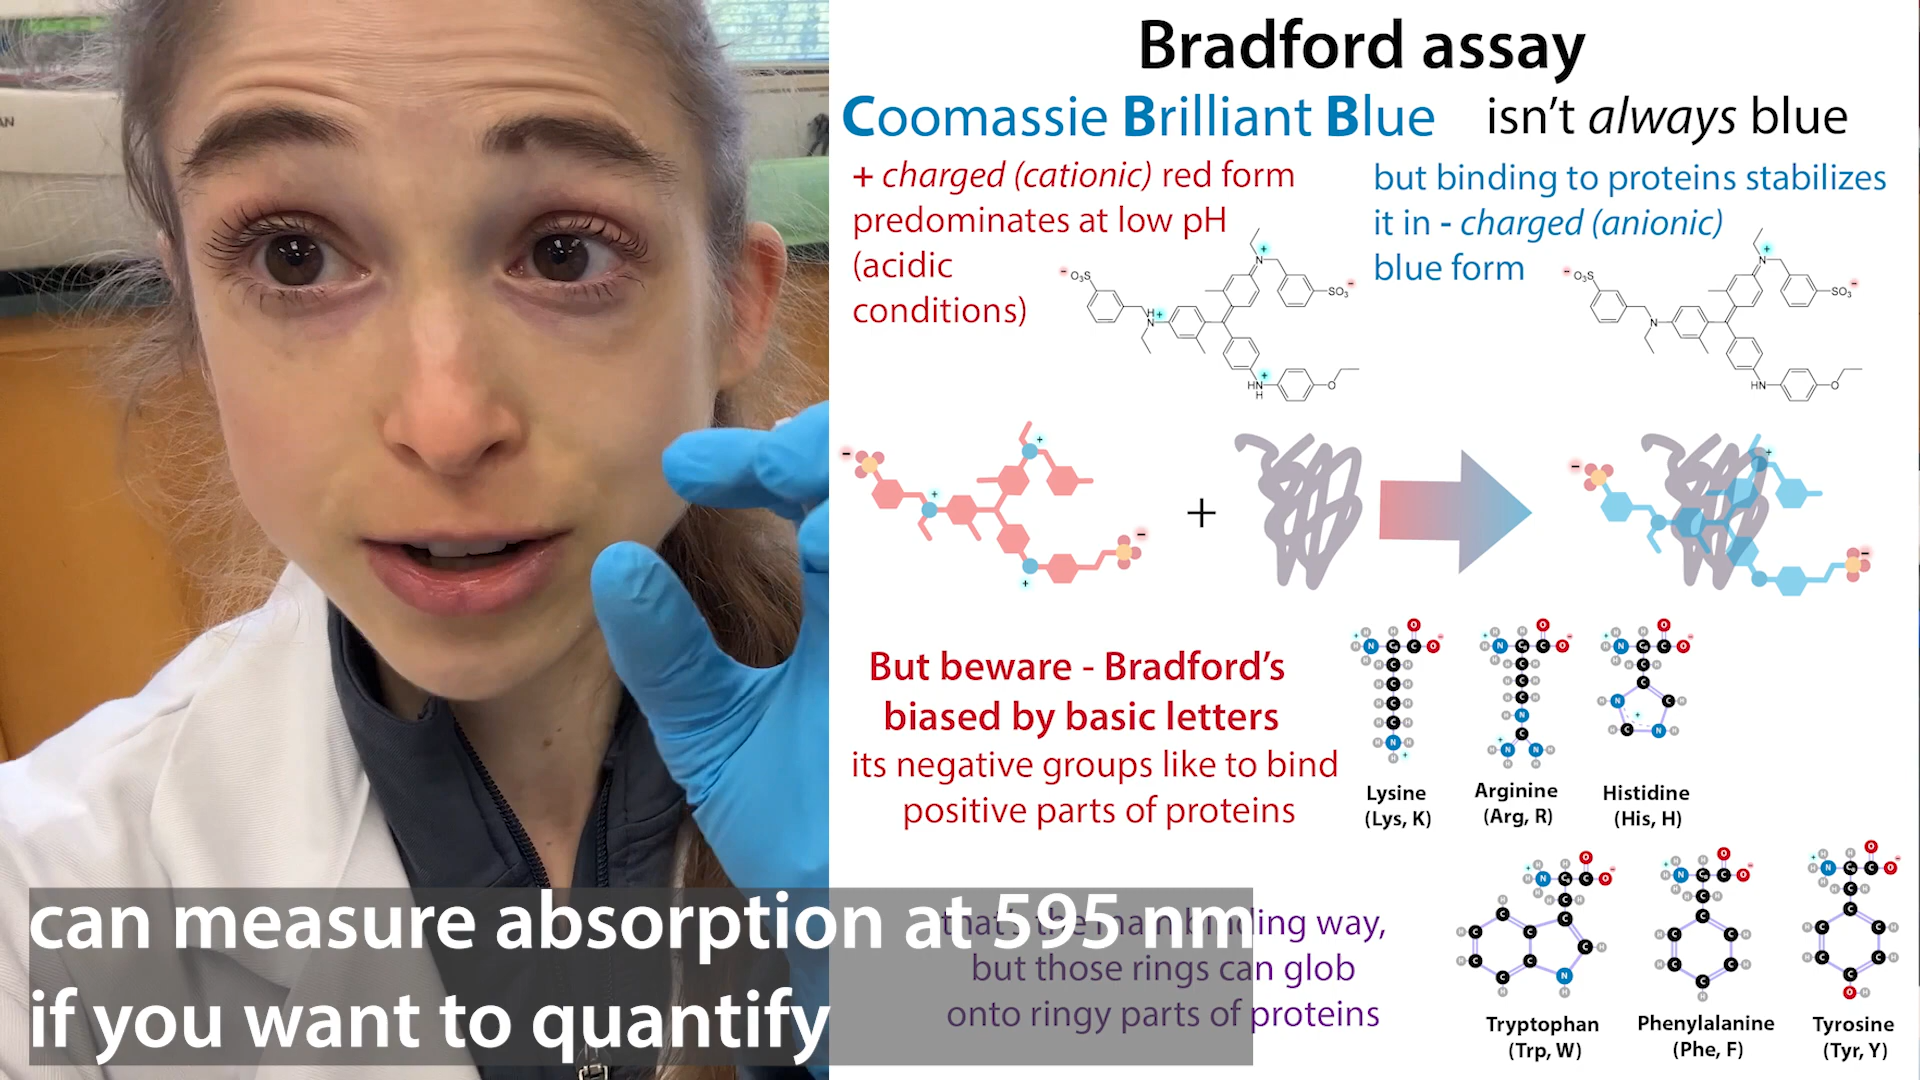 Bradford assay
Coomassie Brilliant Blue isn't always blue
+ charged (cationic) red form
predominates at low pH
(acidic
conditions)
but binding to proteins stabilizes
it in - charged (anionic)
blue form
But beware - Bradford's
biased by basic letters
its negative groups like to bind
positive parts of proteins
Lysine
(Lys, K)
Arginine
(Arg, R)
Histidine
(His, H)
that's the main binding way,
but those rings can glob
onto ringy parts of proteins
Tryptophan
(Trp, W)
Phenylalanine
(Phe, F)
Tyrosine
(Tyr, Y)
can measure absorption at 595 nm
if you want to quantify